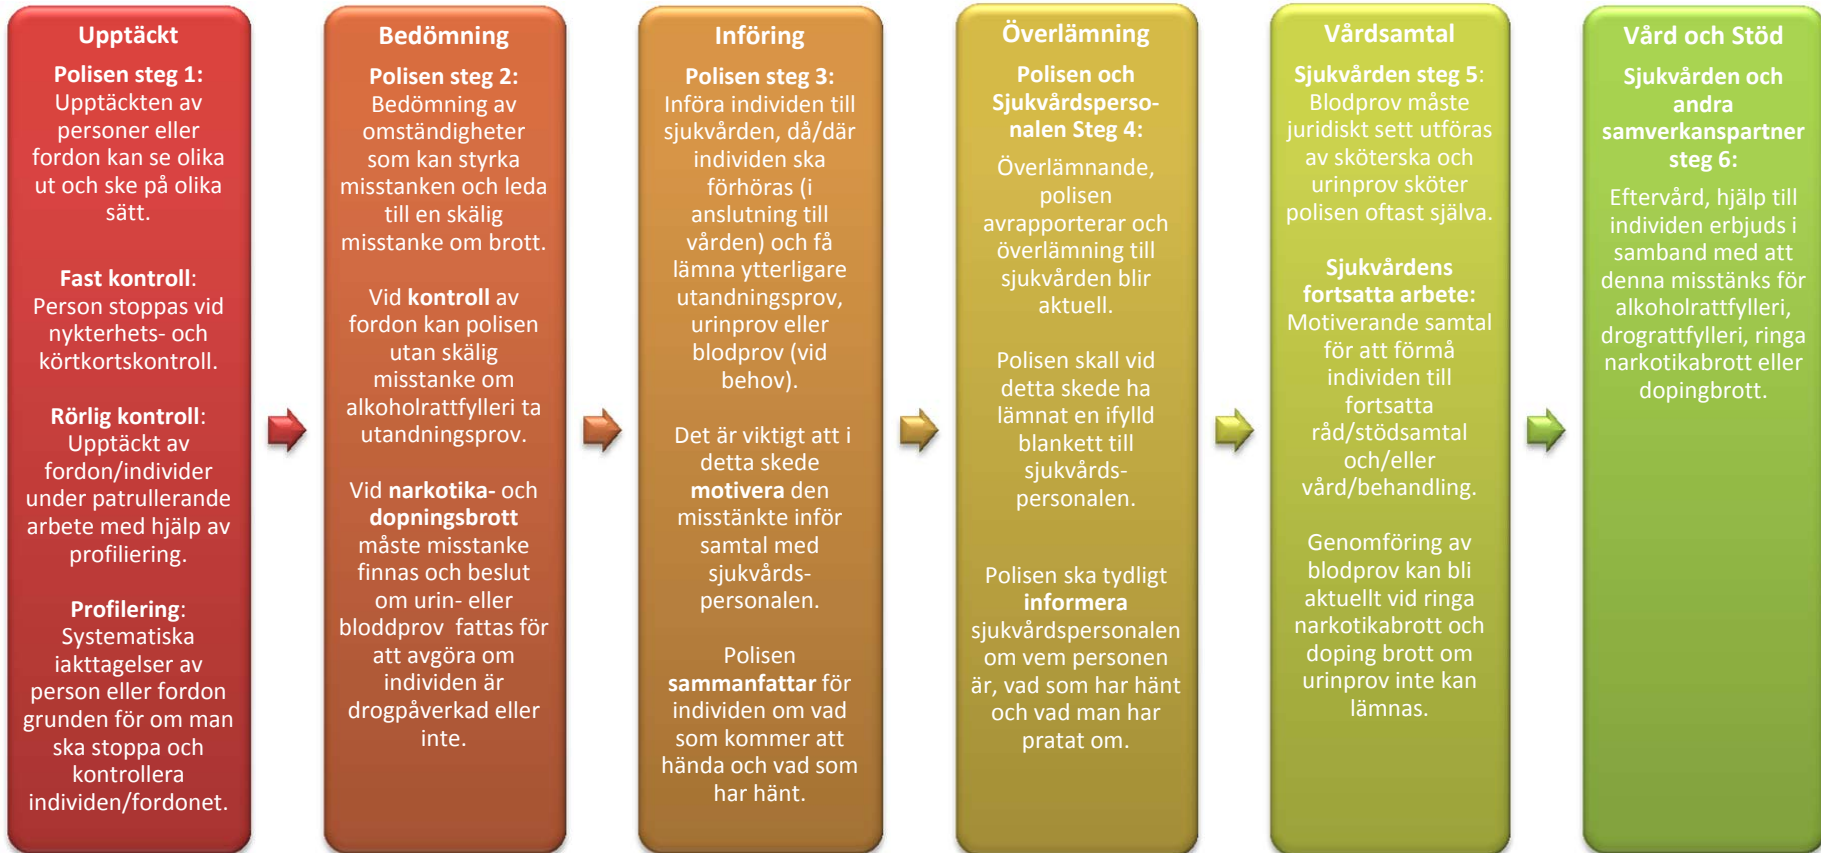 Upptäckt
Polisen steg 1:
Upptäckten av
personer eller
fordon kan se olika
ut och ske på olika
sätt.
Fast kontroll:
Person stoppas vid
nykterhets- och
körtkortskontroll.
Rörlig kontroll:
Upptäckt av
fordon/individer
under patrullerande
arbete med hjälp av
profiliering.
Profilering:
Systematiska
iakttagelser av
person eller fordon
grunden för om man
ska stoppa och
kontrollera
individen/fordonet.
Bedömning
Polisen steg 2:
Bedömning av
omständigheter
som kan styrka
misstanken och leda
till en skälig
misstanke om brott.
Vid kontroll av
fordon kan polisen
utan skälig
misstanke om
alkoholrattfylleri ta
utandningsprov.
Vid narkotika- och
dopningsbrott
måste misstanke
finnas och beslut
om urin- eller
bloddprov fattas för
att avgöra om
individen är
drogpåverkad eller
inte.
Införing
Polisen steg 3:
Införa individen till
sjukvården, då/där
individen ska
förhöras (i
anslutning till
vården) och få
lämna ytterligare
utandningsprov,
urinprov eller
blodprov (vid
behov).
Det är viktigt att i
detta skede
motivera den
misstänkte inför
samtal med
sjukvårds-
personalen.
Polisen
sammanfattar för
individen om vad
som kommer att
hända och vad som
har hänt.
Överlämning
Polisen och
Sjukvårdsperso-
nalen Steg 4:
Överlämnande,
polisen
avrapporterar och
överlämning till
sjukvården blir
aktuell.
Polisen skall vid
detta skede ha
lämnat en ifylld
blankett till
sjukvårds-
personalen.
Polisen ska tydligt
informera
sjukvårdspersonalen
om vem personen
är, vad som har hänt
och vad man har
pratat om.
Vårdsamtal
Sjukvården steg 5:
Blodprov måste
juridiskt sett utföras
av sköterska och
urinprov sköter
polisen oftast själva.
Sjukvårdens
fortsatta arbete:
Motiverande samtal
för att förmå
individen till
fortsatta
råd/stödsamtal
och/eller
vård/behandling.
Genomföring av
blodprov kan bli
aktuellt vid ringa
narkotikabrott och
doping brott om
urinprov inte kan
lämnas.
Vård och Stöd
Sjukvården och
andra
samverkanspartner
steg 6:
Eftervård, hjälp till
individen erbjuds i
samband med att
denna misstänks för
alkoholrattfylleri,
drograttfylleri, ringa
narkotikabrott eller
dopingbrott.